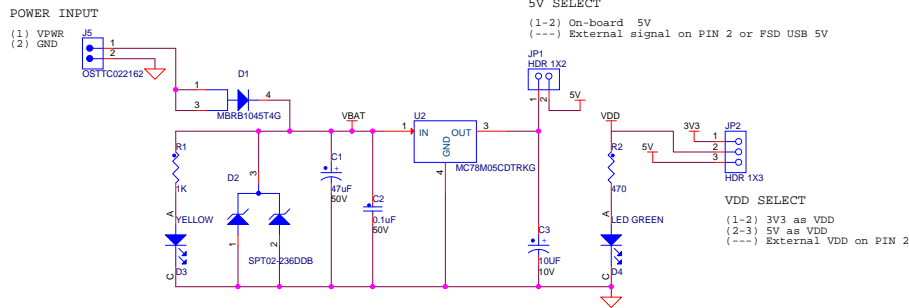 POWER INPUT
(1) VPWR
(2) GND
J5
1
2
OSTTC022162
5V SELECT
(1-2) On-board 5V
(---) External signal on PIN 2 or FSD USB 5V
JP1
HDR 1X2
1
2
5V
D1
1
3
4
MBRB1045T4G
VBAT
U2
1
IN
OUT
3
GND
4
MC78M05CDTRKG
VDD
3V3
5V
JP2
1
2
3
HDR 1X3
R1
1K
R2
470
D2
3
1
2
SPT02-236DDB
C1
+
47uF
50V
C2
0.1uF
50V
C3
+
10UF
10V
A
YELLOW
C
D3
A
LED GREEN
C
D4
VDD SELECT
(1-2) 3V3 as VDD
(2-3) 5V as VDD
(---) External VDD on PIN 2